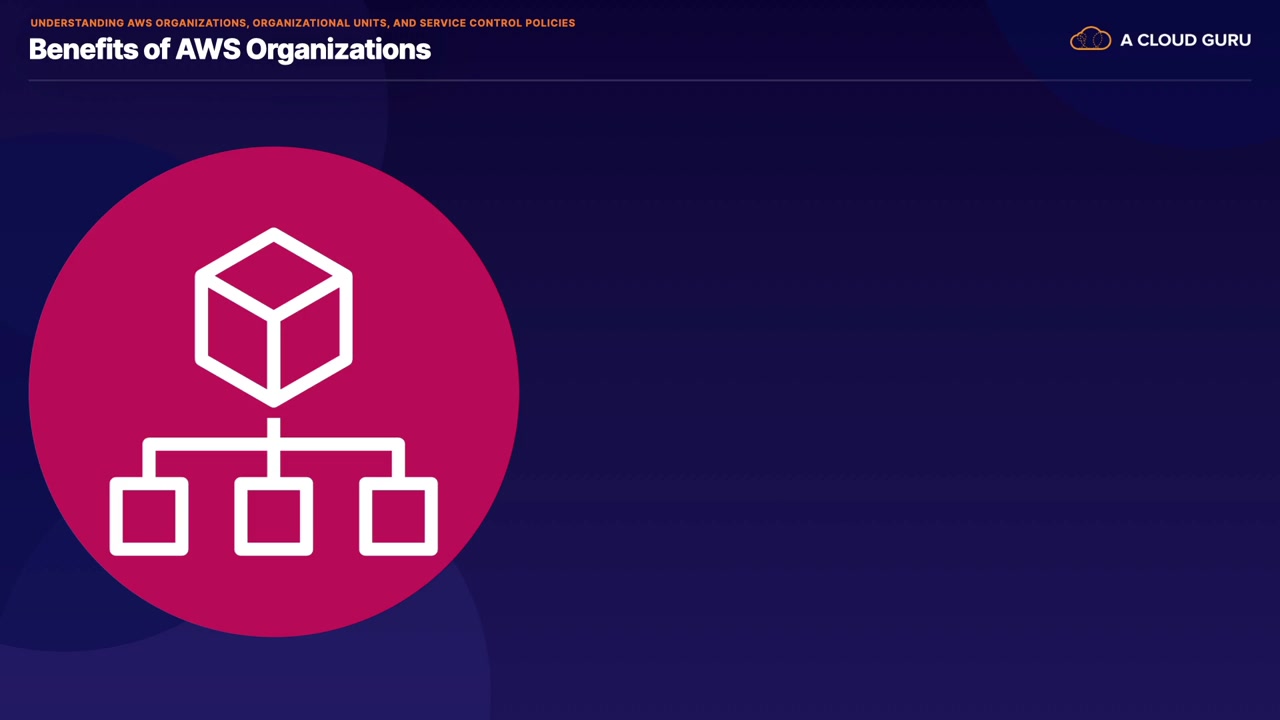 UNDERSTANDING AWS ORGANIZATIONS, ORGANIZATIONAL UNITS, AND SERVICE CONTROL POLICIES
Benefits of AWS Organizations
A CLOUD GURU